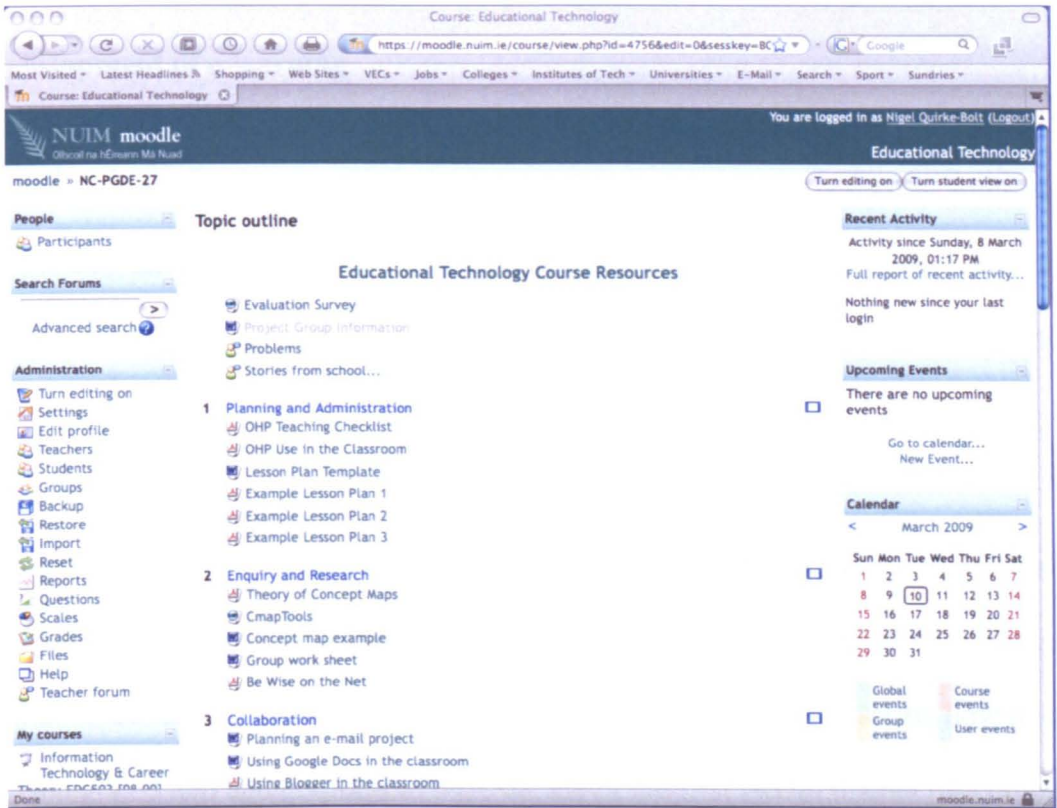 Course: Educational Technology
https://moodle.nuim.ie/course/view.php?id=4756&edit=0&sesskey=BC
Google
Most Visited Latest Headlines Shopping Web Sites VECs Jobs Colleges Institutes of Tech Universities E-Mail Search Sport Sundries
Course: Educational Technology
You are logged in as Nigel Quirke-Bolt (Logout)
NUIM moodle
Ollscoil na hÉireann Má Nuad
Educational Technology
moodle » NC-PGDE-27
Turn editing on
Turn student view on
People
Participants
Search Forums
>
Advanced search ?
Administration
Turn editing on
Settings
Edit profile
Teachers
Students
Groups
Backup
Restore
Import
Reset
Reports
Questions
Scales
Grades
Files
Help
Teacher forum
My courses
Information
Technology & Career
Topic outline
Educational Technology Course Resources
Evaluation Survey
Project Group Information
Problems
Stories from school...
1 Planning and Administration
OHP Teaching Checklist
OHP Use in the Classroom
Lesson Plan Template
Example Lesson Plan 1
Example Lesson Plan 2
Example Lesson Plan 3
2 Enquiry and Research
Theory of Concept Maps
CmapTools
Concept map example
Group work sheet
Be Wise on the Net
3 Collaboration
Planning an e-mail project
Using Google Docs in the classroom
Using Blogger in the classroom
Recent Activity
Activity since Sunday, 8 March
2009, 01:17 PM
Full report of recent activity...
Nothing new since your last
login
Upcoming Events
There are no upcoming
events
Go to calendar...
New Event...
Calendar
< March 2009 >
Sun Mon Tue Wed Thu Fri Sat
1 2 3 4 5 6 7
8 9 10 11 12 13 14
15 16 17 18 19 20 21
22 23 24 25 26 27 28
29 30 31
Global events
Course events
Group events
User events
Done
moodle.nuim.ie